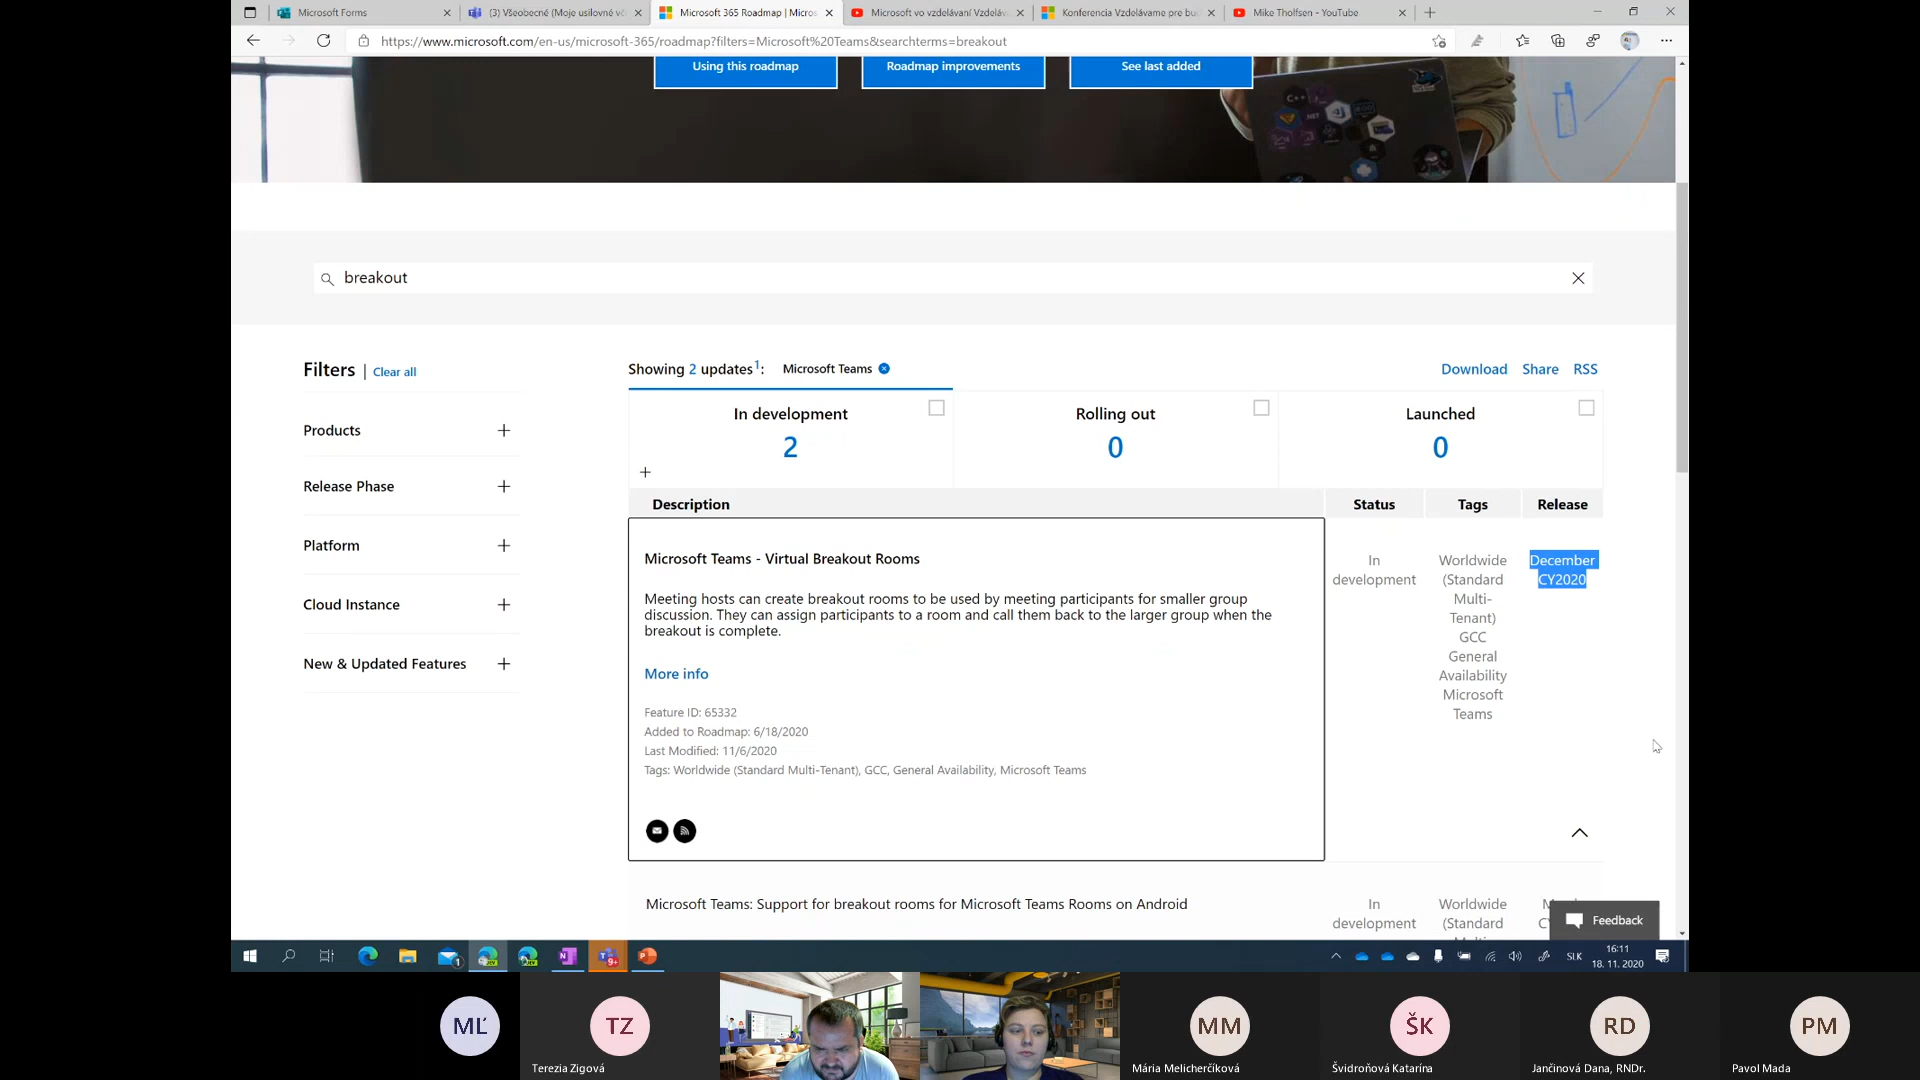 Microsoft Forms
(3) Všeobecné (Moje usilovné vč
Microsoft 365 Roadmap | Micros
Microsoft vo vzdelávaní Vzdeláv
Konferencia Vzdelávame pre bu
Mike Tholfsen - YouTube
https://www.microsoft.com/en-us/microsoft-365/roadmap?filters=Microsoft%20Teams&searchterms=breakout
Using this roadmap
Roadmap improvements
See last added
breakout
Filters | Clear all
Products
Release Phase
Platform
Cloud Instance
New & Updated Features
Showing 2 updates1: Microsoft Teams
Download Share RSS
In development
2
Rolling out
0
Launched
0
Description
Status
Tags
Release
Microsoft Teams - Virtual Breakout Rooms
Meeting hosts can create breakout rooms to be used by meeting participants for smaller group
discussion. They can assign participants to a room and call them back to the larger group when the
breakout is complete.
More info
Feature ID: 65332
Added to Roadmap: 6/18/2020
Last Modified: 11/6/2020
Tags: Worldwide (Standard Multi-Tenant), GCC, General Availability, Microsoft Teams
In
development
Worldwide
(Standard
Multi-
Tenant)
GCC
General
Availability
Microsoft
Teams
December
CY2020
Microsoft Teams: Support for breakout rooms for Microsoft Teams Rooms on Android
In
development
Worldwide
(Standard
Feedback
SLK
16:11
18. 11. 2020
MĽ
TZ
Terezia Zigová
MM
Mária Melicherčíková
ŠK
Švidroňová Katarína
RD
Jančinová Dana, RNDr.
PM
Pavol Mada